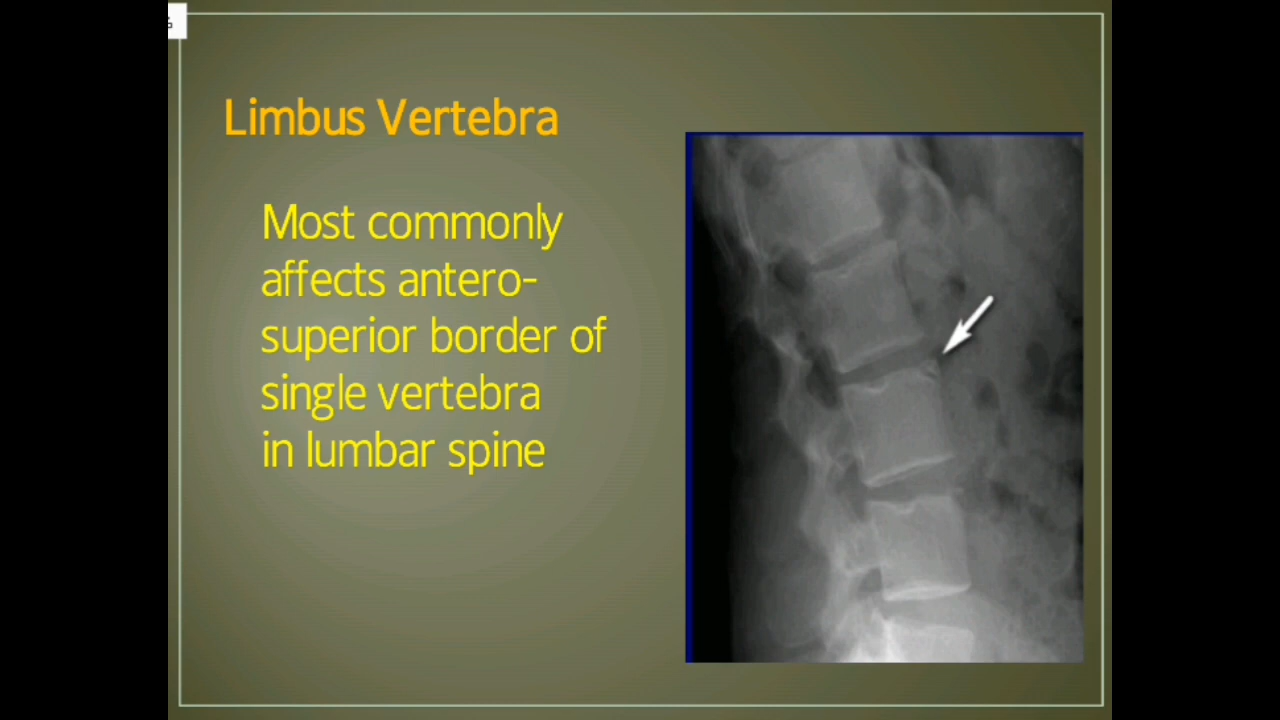 Limbus Vertebra
Most commonly
affects antero-
superior border of
single vertebra
in lumbar spine